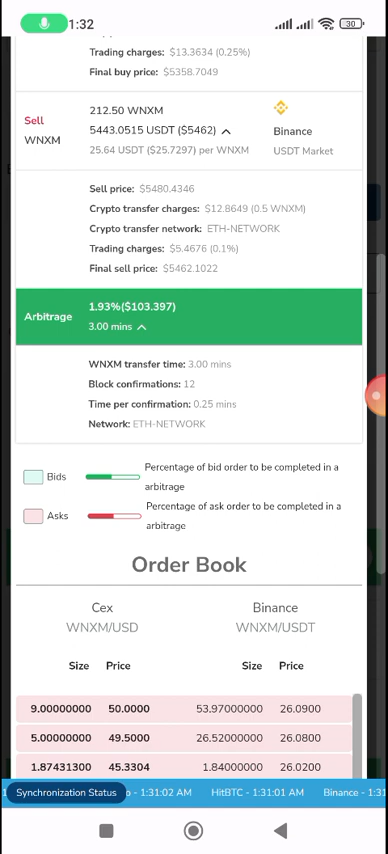 1:32
30
Trading charges: $13.3634 (0.25%)
Final buy price: $5358.7049
Sell
WNXM
212.50 WNXM
5443.0515 USDT ($5462)
25.64 USDT ($25.7297) per WNXM
Binance
USDT Market
Sell price: $5480.4346
Crypto transfer charges: $12.8649 (0.5 WNXM)
Crypto transfer network: ETH-NETWORK
Trading charges: $5.4676 (0.1%)
Final sell price: $5462.1022
Arbitrage
1.93%($103.397)
3.00 mins
WNXM transfer time: 3.00 mins
Block confirmations: 12
Time per confirmation: 0.25 mins
Network: ETH-NETWORK
Bids
Percentage of bid order to be completed in a
arbitrage
Asks
Percentage of ask order to be completed in a
arbitrage
Order Book
Cex
WNXM/USD
Binance
WNXM/USDT
Size Price
Size Price
9.00000000 50.0000 53.97000000 26.0900
5.00000000 49.5000 26.52000000 26.0800
1.87431300 45.3304 1.84000000 26.0200
Synchronization Status
- 1:31:02 AM HitBTC - 1:31:01 AM Binance - 1:31